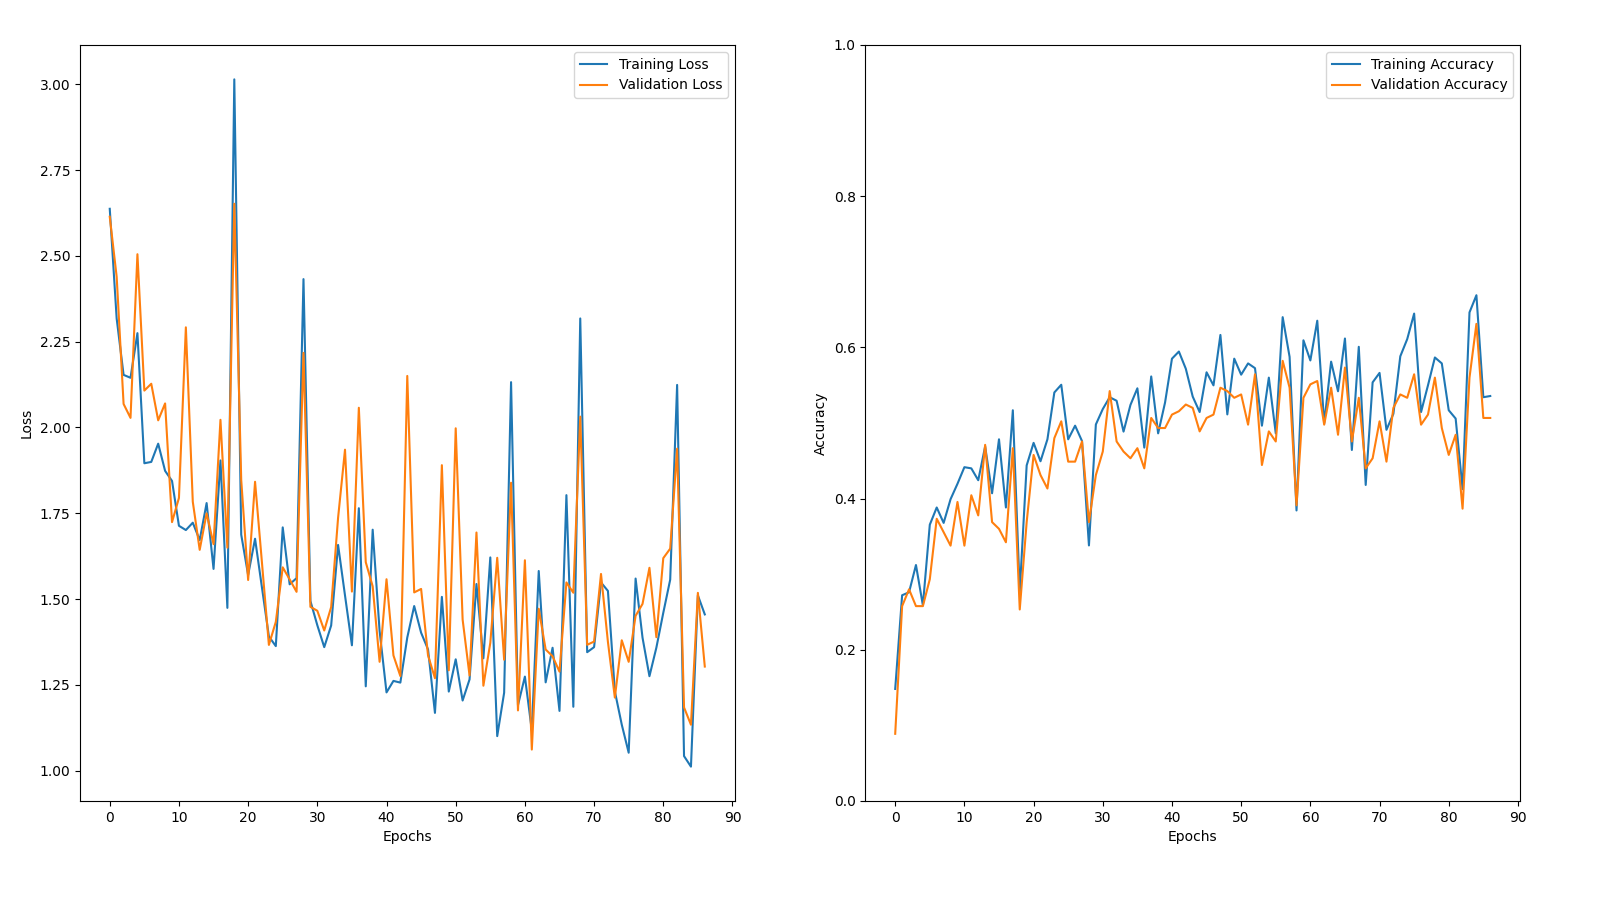 Training Loss
Validation Loss
3.00
2.75
2.50
2.25
2.00
1.75
1.50
1.25
1.00
Loss
0 10 20 30 40 50 60 70 80 90
Epochs
Training Accuracy
Validation Accuracy
1.0
0.8
0.6
0.4
0.2
0.0
Accuracy
0 10 20 30 40 50 60 70 80 90
Epochs